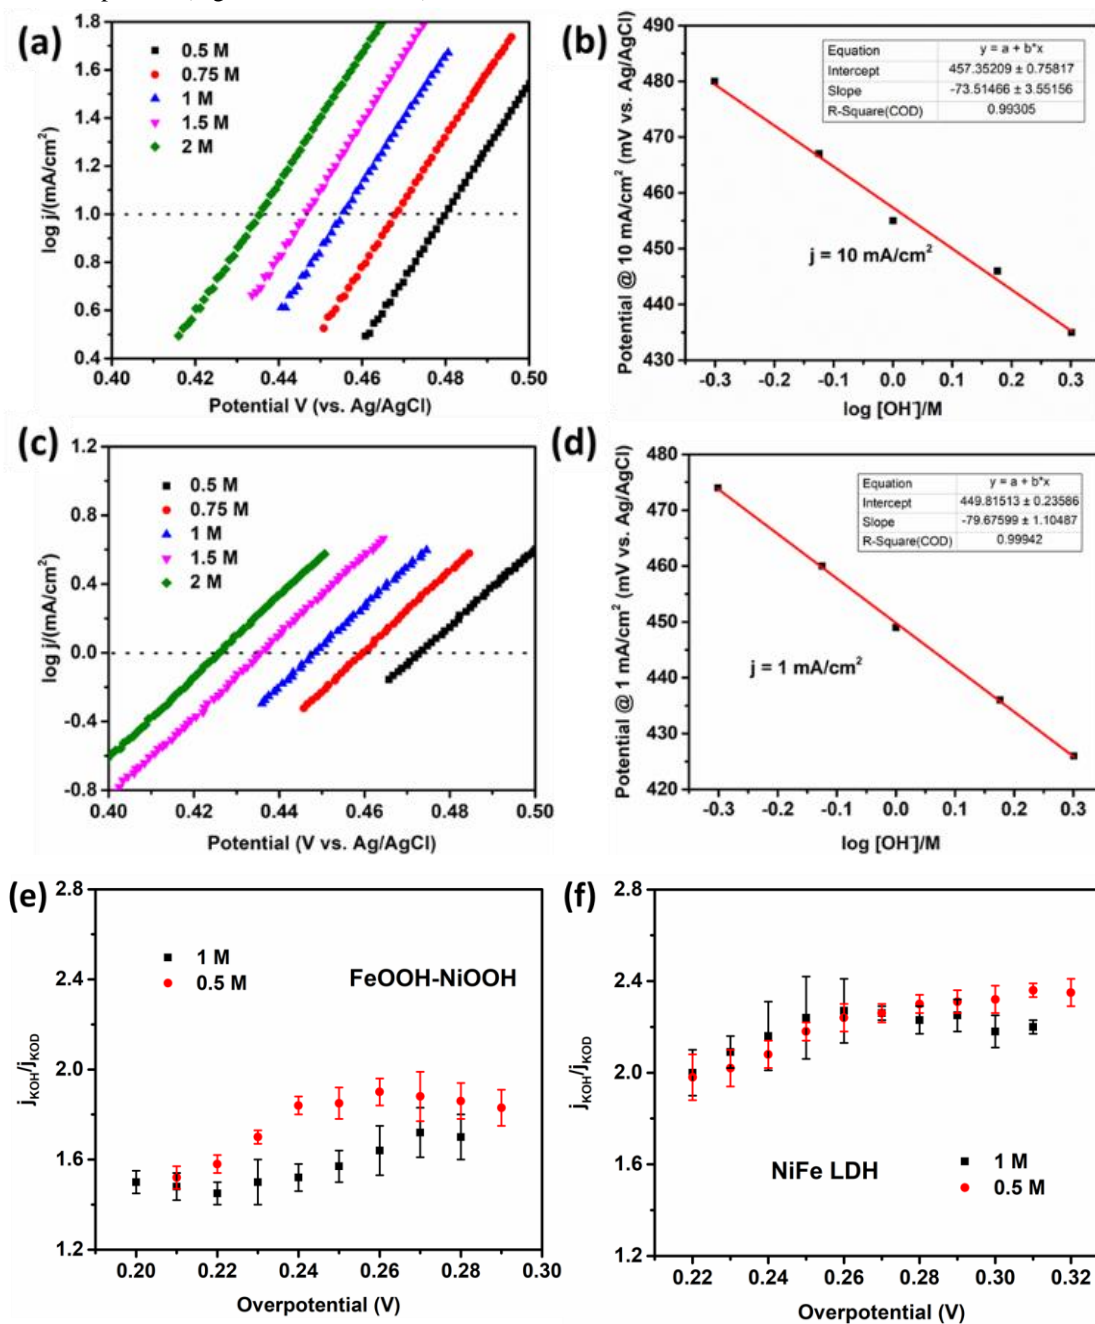 (a)
1.8
1.6
1.4
1.2
1.0
0.8
0.6
0.4
log j/(mA/cm²)
0.5 M
0.75 M
1 M
1.5 M
2 M
0.40 0.42 0.44 0.46 0.48 0.50
Potential V (vs. Ag/AgCl)
(b)
490
480
470
460
450
440
430
Potential @ 10 mA/cm² (mV vs. Ag/AgCl)
Equation y = a + b*x
Intercept 457.35209 ± 0.75817
Slope -73.51466 ± 3.55156
R-Square(COD) 0.99305
j = 10 mA/cm²
-0.3 -0.2 -0.1 0.0 0.1 0.2 0.3
log [OH⁻]/M
(c)
1.2
0.8
0.4
0.0
-0.4
-0.8
log j/(mA/cm²)
0.5 M
0.75 M
1 M
1.5 M
2 M
0.40 0.42 0.44 0.46 0.48 0.50
Potential (V vs. Ag/AgCl)
(d)
480
470
460
450
440
430
420
Potential @ 1 mA/cm² (mV vs. Ag/AgCl)
Equation y = a + b*x
Intercept 449.81513 ± 0.23586
Slope -79.67599 ± 1.10487
R-Square(COD) 0.99942
j = 1 mA/cm²
-0.3 -0.2 -0.1 0.0 0.1 0.2 0.3
log [OH⁻]/M
(e)
2.8
2.4
2.0
1.6
1.2
jKOH/jKOD
1 M
0.5 M
FeOOH-NiOOH
0.20 0.22 0.24 0.26 0.28 0.30
Overpotential (V)
(f)
2.8
2.4
2.0
1.6
1.2
jKOH/jKOD
NiFe LDH
1 M
0.5 M
0.22 0.24 0.26 0.28 0.30 0.32
Overpotential (V)